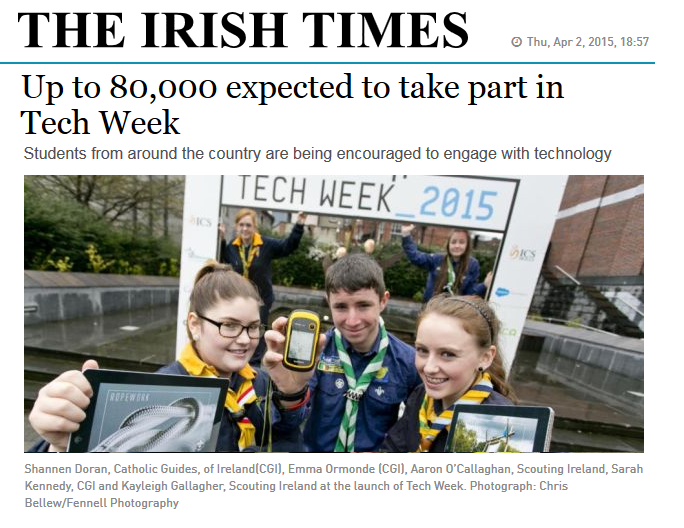 THE IRISH TIMES
Thu, Apr 2, 2015, 18:57
Up to 80,000 expected to take part in
Tech Week
Students from around the country are being encouraged to engage with technology
TECH WEEK_2015
ICS
ICS
ROPEWORK
Shannen Doran, Catholic Guides, of Ireland(CGI), Emma Ormonde (CGI), Aaron O'Callaghan, Scouting Ireland, Sarah
Kennedy, CGI and Kayleigh Gallagher, Scouting Ireland at the launch of Tech Week. Photograph: Chris
Bellew/Fennell Photography